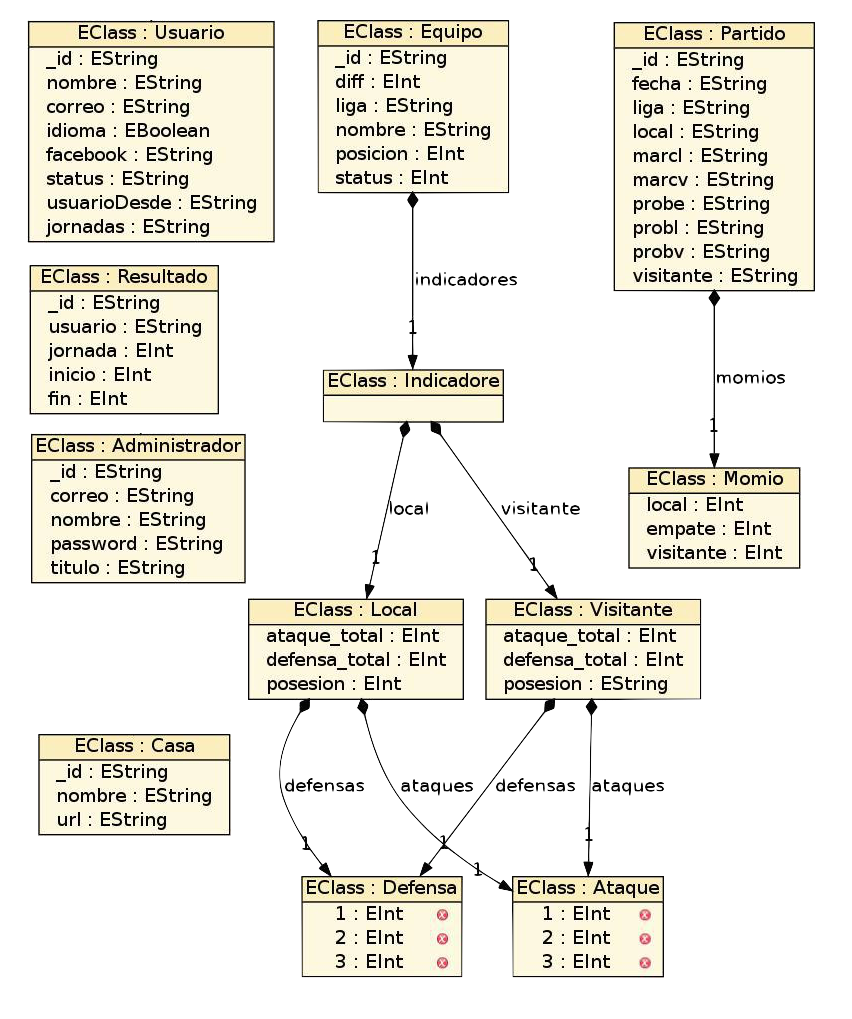 EClass : Usuario
_id : EString
nombre : EString
correo : EString
idioma : EBoolean
facebook : EString
status : EString
usuarioDesde : EString
jornadas : EString
EClass : Equipo
_id : EString
diff : EInt
liga : EString
nombre : EString
posicion : EInt
status : EInt
EClass : Partido
_id : EString
fecha : EString
liga : EString
local : EString
marcl : EString
marcv : EString
probe : EString
probl : EString
probv : EString
visitante : EString
EClass : Resultado
_id : EString
usuario : EString
jornada : EInt
inicio : EInt
fin : EInt
indicadores
1
EClass : Indicadore
momios
1
EClass : Administrador
_id : EString
correo : EString
nombre : EString
password : EString
titulo : EString
EClass : Momio
local : EInt
empate : EInt
visitante : EInt
local
1
visitante
1
EClass : Local
ataque_total : EInt
defensa_total : EInt
posesion : EInt
EClass : Visitante
ataque_total : EInt
defensa_total : EInt
posesion : EString
EClass : Casa
_id : EString
nombre : EString
url : EString
defensas
1
ataques
1
defensas
1
ataques
1
EClass : Defensa
1 : EInt
2 : EInt
3 : EInt
EClass : Ataque
1 : EInt
2 : EInt
3 : EInt